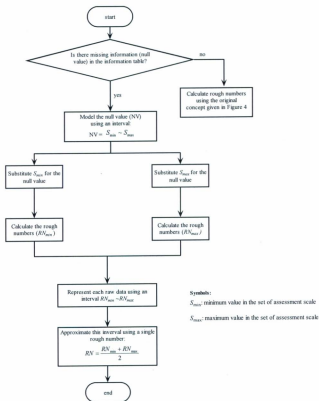 start
Is there missing information (null
value) in the information table?
no
yes
Calculate rough numbers
using the original
concept given in Figure 4
Model the null value (NV)
using an interval:
NV = Smin ~ Smax
Substitute Smin for the
null value
Substitute Smax for the
null value
Calculate the rough
numbers (RNmin)
Calculate the rough
numbers (RNmax)
Represent each raw data using an
interval RNmin ~RNmax
Approximate this interval using a single
rough number:
RN = (RNmin + RNmax) / 2
end
Symbols:
Smin: minimum value in the set of assessment scale
Smax: maximum value in the set of assessment scale